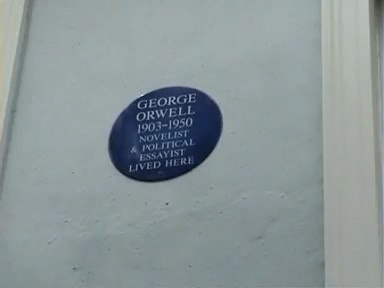 GEORGE
ORWELL
1903-1950
NOVELIST
& POLITICAL
ESSAYIST
LIVED HERE